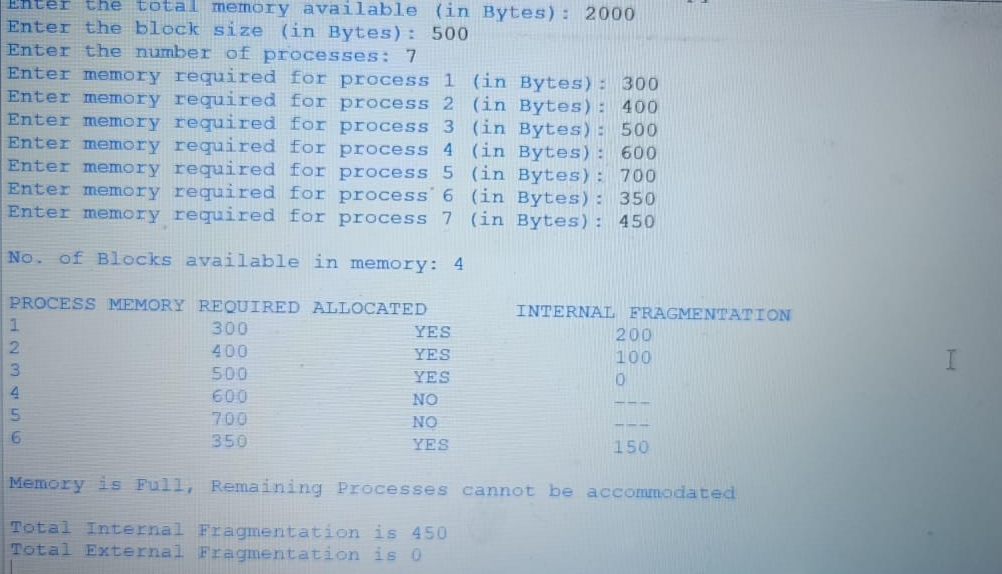 Enter the total memory available (in Bytes): 2000
Enter the block size (in Bytes): 500
Enter the number of processes: 7
Enter memory required for process 1 (in Bytes): 300
Enter memory required for process 2 (in Bytes): 400
Enter memory required for process 3 (in Bytes): 500
Enter memory required for process 4 (in Bytes): 600
Enter memory required for process 5 (in Bytes): 700
Enter memory required for process 6 (in Bytes): 350
Enter memory required for process 7 (in Bytes): 450
No. of Blocks available in memory: 4
PROCESS MEMORY REQUIRED ALLOCATED INTERNAL FRAGMENTATION
1 300 YES 200
2 400 YES 100
3 500 YES 0
4 600 NO ---
5 700 NO ---
6 350 YES 150
Memory is Full, Remaining Processes cannot be accommodated
Total Internal Fragmentation is 450
Total External Fragmentation is 0